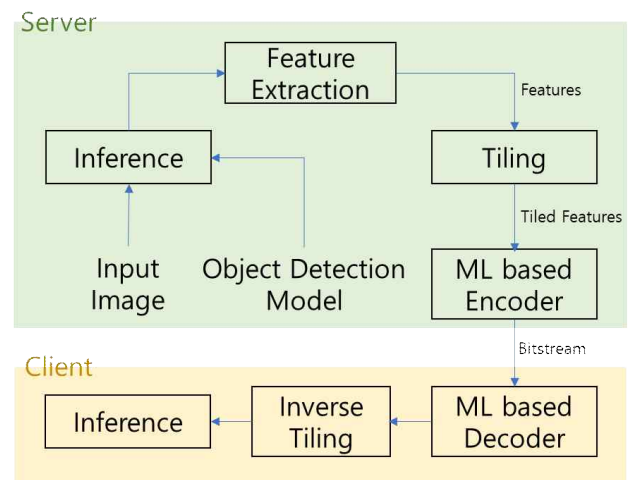 Server
Feature
Extraction
Features
Inference
Tiling
Tiled Features
Input
Image
Object Detection
Model
ML based
Encoder
Bitstream
Client
Inference
Inverse
Tiling
ML based
Decoder